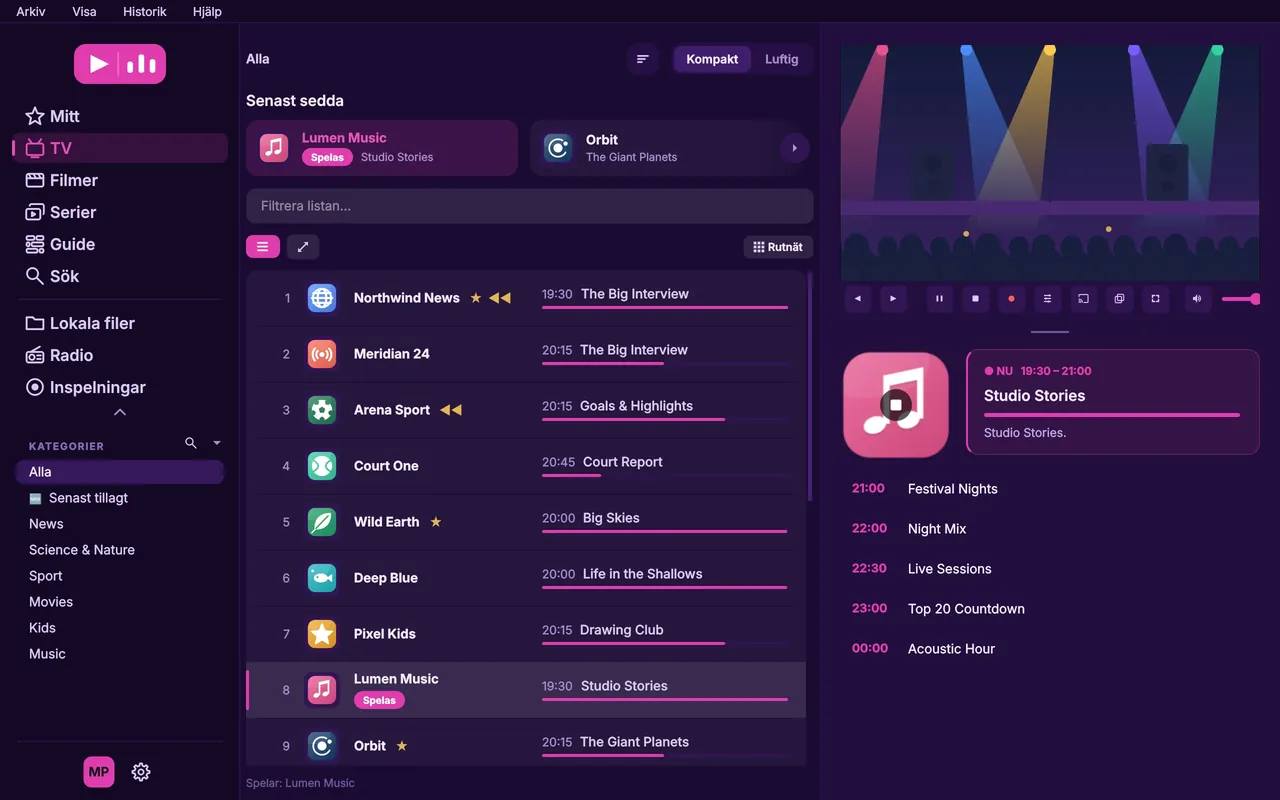 Arkiv Visa Historik Hjälp
Mitt
TV
Filmer
Serier
Guide
Sök
Lokala filer
Radio
Inspelningar
KATEGORIER
Alla
Senast tillagt
News
Science & Nature
Sport
Movies
Kids
Music
MP
Alla
Kompakt Luftig
Senast sedda
Lumen Music
Spelas Studio Stories
Orbit
The Giant Planets
Filtrera listan...
Rutnät
1 Northwind News 19:30 The Big Interview
2 Meridian 24 20:15 The Big Interview
3 Arena Sport 20:15 Goals & Highlights
4 Court One 20:45 Court Report
5 Wild Earth 20:00 Big Skies
6 Deep Blue 20:00 Life in the Shallows
7 Pixel Kids 20:15 Drawing Club
8 Lumen Music 19:30 Studio Stories
Spelas
9 Orbit 20:15 The Giant Planets
Spelar: Lumen Music
NU 19:30 – 21:00
Studio Stories
Studio Stories.
21:00 Festival Nights
22:00 Night Mix
22:30 Live Sessions
23:00 Top 20 Countdown
00:00 Acoustic Hour